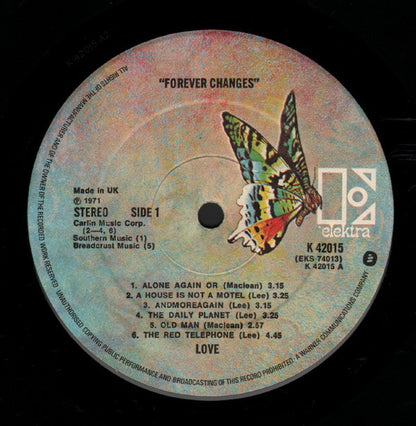 K 42015 A2
"FOREVER CHANGES"
Made in UK
℗ 1971
STEREO SIDE 1
Carlin Music Corp.
(2—4, 6)
Southern Music (1)
Breadcrust Music (5)
elektra
K 42015
(EKS-74013)
K 42015 A
1. ALONE AGAIN OR (Maclean) 3.15
2. A HOUSE IS NOT A MOTEL (Lee) 3.25
3. ANDMOREAGAIN (Lee) 3.15
4. THE DAILY PLANET (Lee) 3.25
5. OLD MAN (Maclean) 2.57
6. THE RED TELEPHONE (Lee) 4.45
LOVE
ALL RIGHTS OF THE MANUFACTURER AND OF THE OWNER OF THE RECORDED WORK RESERVED
UNAUTHORISED COPYING PUBLIC PERFORMANCE AND BROADCASTING OF THIS RECORD PROHIBITED. A WARNER COMMUNICATIONS COMPANY